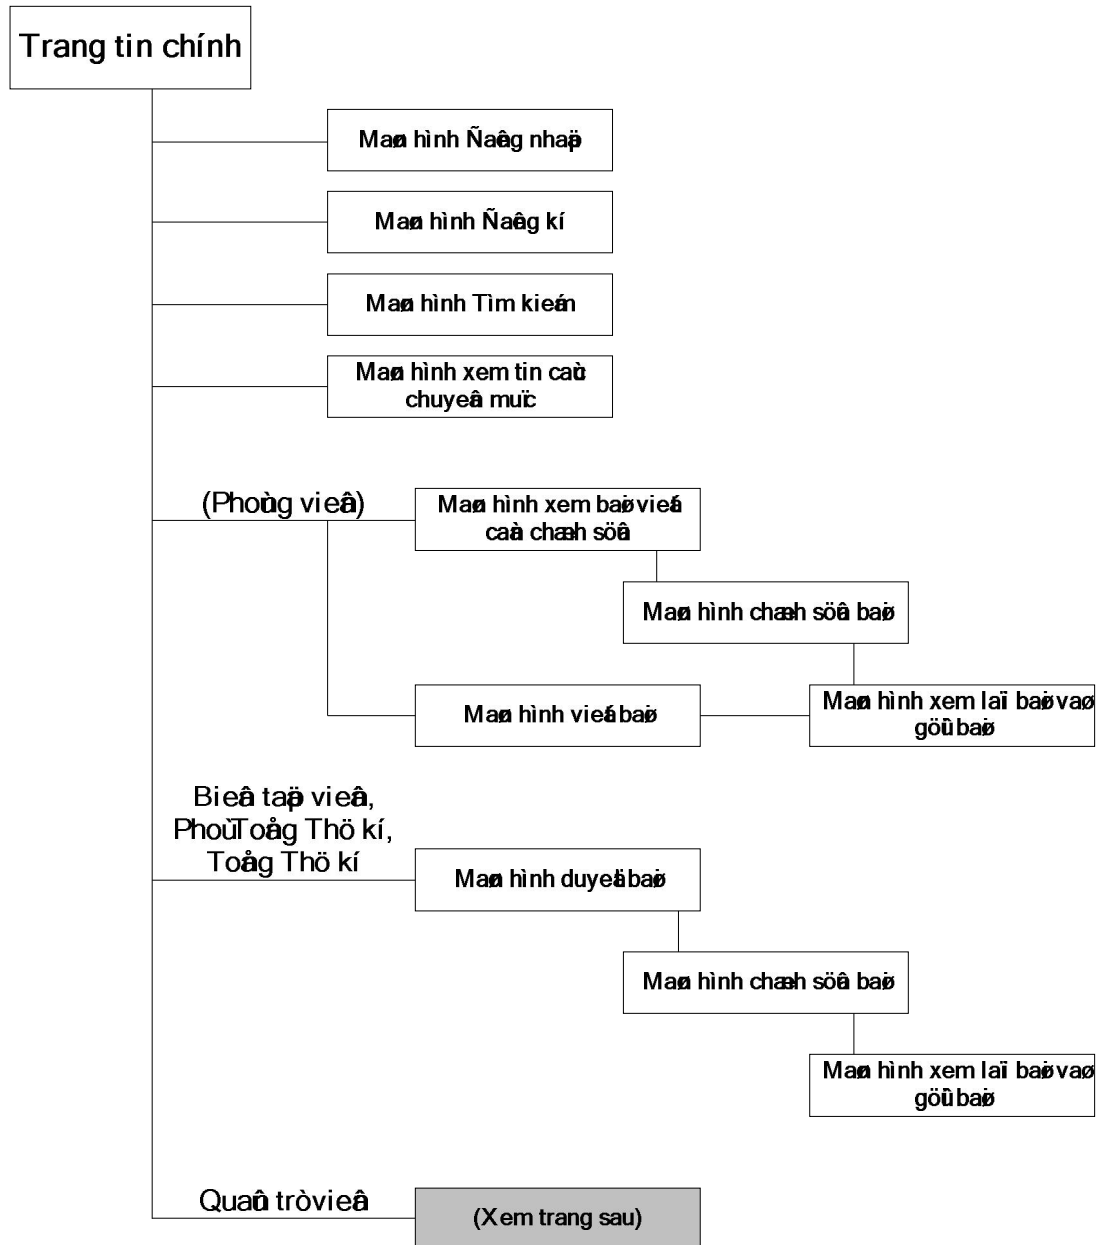 Trang tin chính
Maøn hình Ñaêng nhaäp
Maøn hình Ñaêng kí
Maøn hình Tìm kieám
Maøn hình xem tin caùc
chuyeân muïc
(Phoùng vieân)
Maøn hình xem baøi vieát
caàn chænh söûa
Maøn hình chænh söûa baøi
Maøn hình vieát baøi
Maøn hình xem laïi baøi vaø
göûi baøi
Bieân taäp vieân,
Phoù Toång Thö kí,
Toång Thö kí
Maøn hình duyeät baøi
Maøn hình chænh söûa baøi
Maøn hình xem laïi baøi vaø
göûi baøi
Quaûn trò vieân
(Xem trang sau)